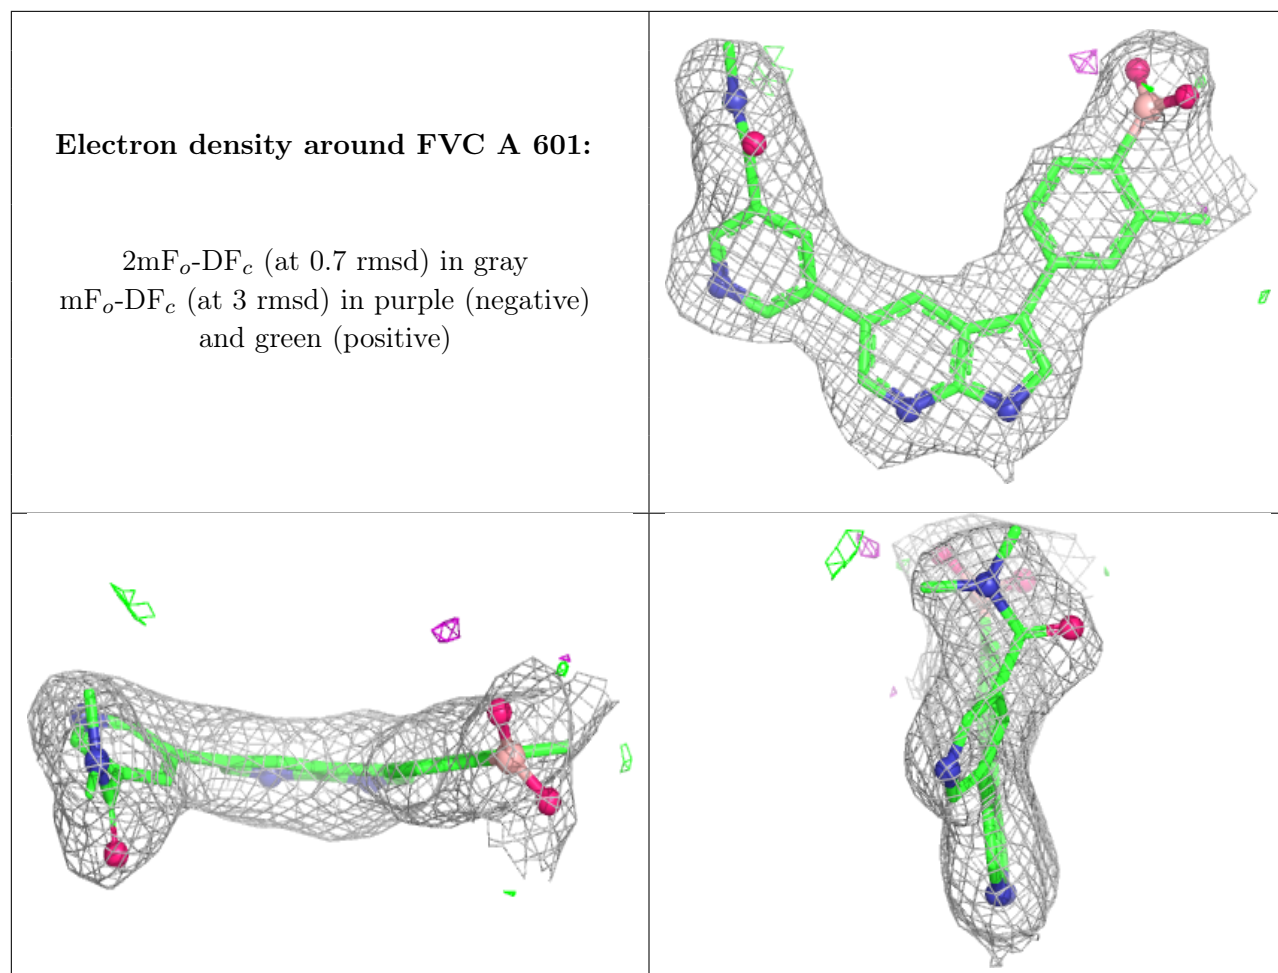 Electron density around FVC A 601:
2mFo-DFc (at 0.7 rmsd) in gray
mFo-DFc (at 3 rmsd) in purple (negative)
and green (positive)